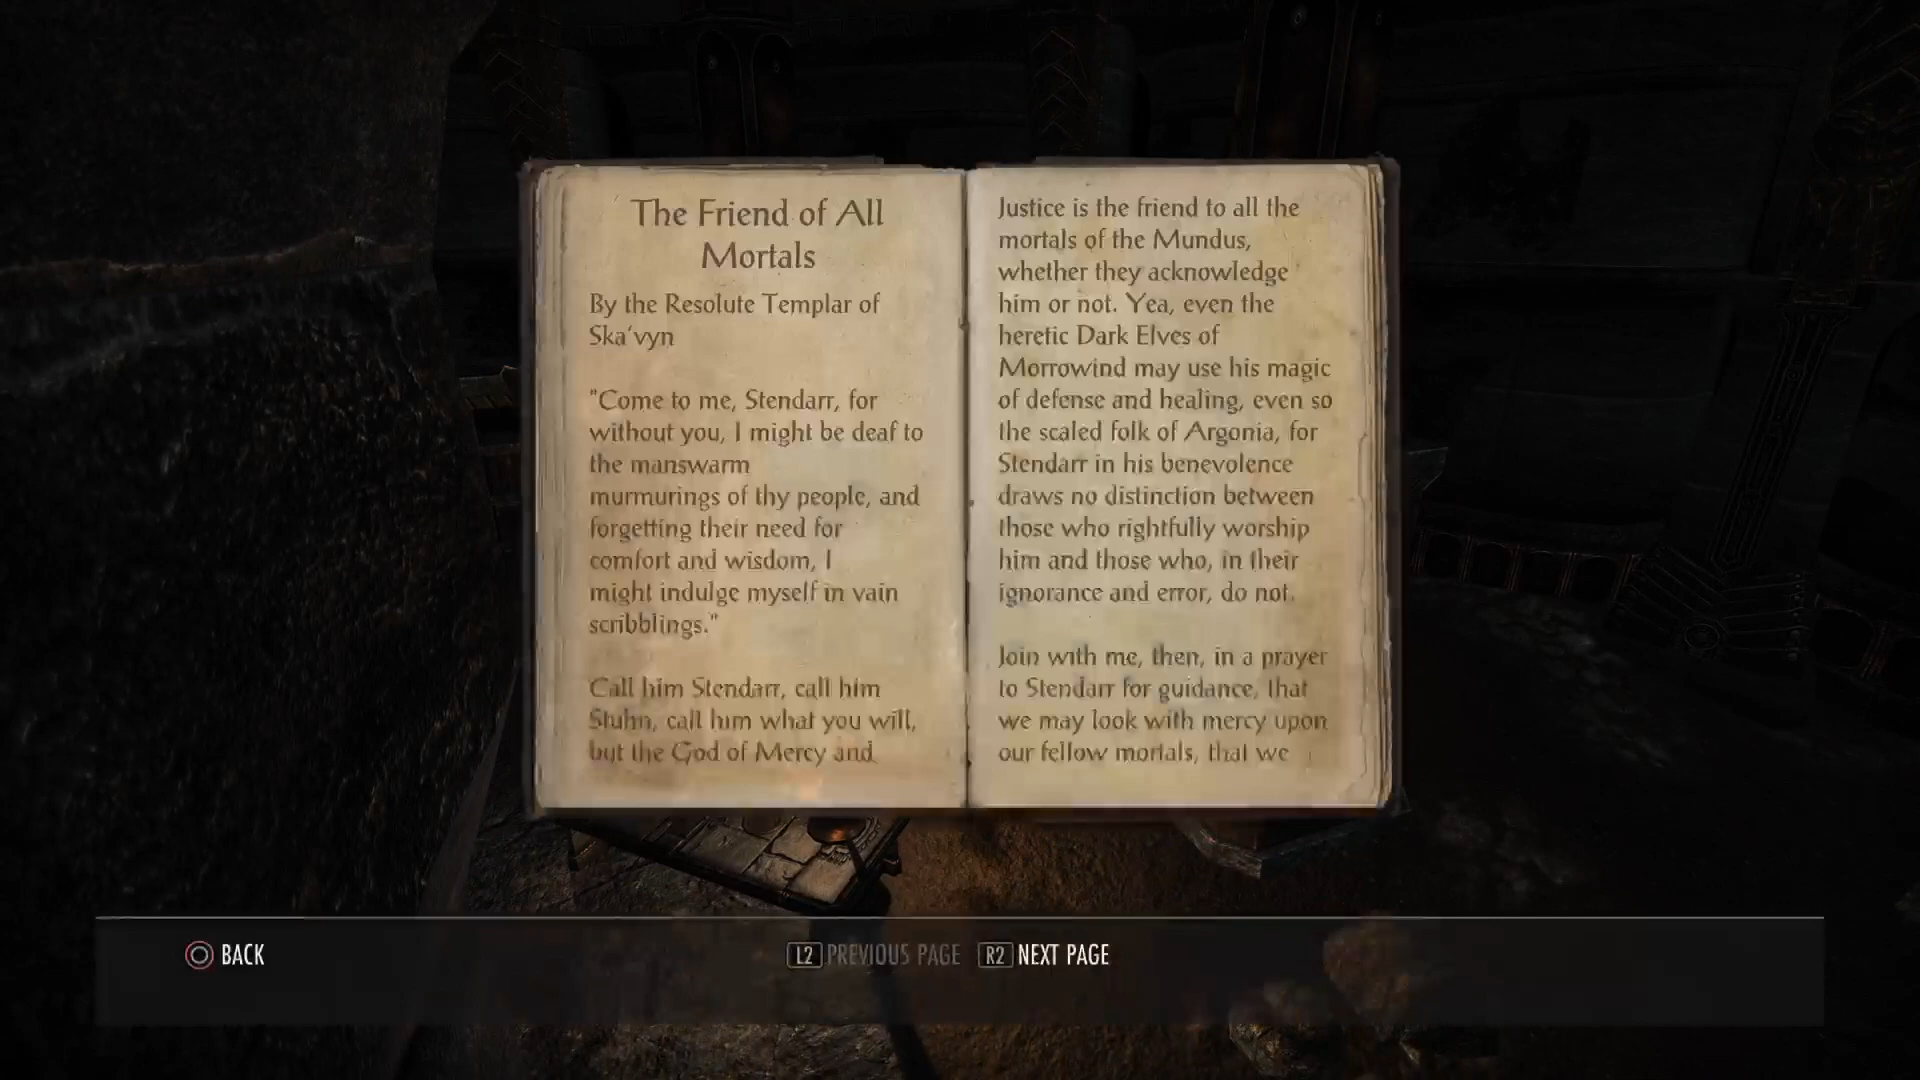 The Friend of All
Mortals
By the Resolute Templar of
Ska'vyn
"Come to me, Stendarr, for
without you, I might be deaf to
the manswarm
murmurings of thy people, and
forgetting their need for
comfort and wisdom, I
might indulge myself in vain
scribblings."
Call him Stendarr, call him
Stuhn, call him what you will,
but the God of Mercy and
Justice is the friend to all the
mortals of the Mundus,
whether they acknowledge
him or not. Yea, even the
heretic Dark Elves of
Morrowind may use his magic
of defense and healing, even so
the scaled folk of Argonia, for
Stendarr in his benevolence
draws no distinction between
those who rightfully worship
him and those who, in their
ignorance and error, do not.
Join with me, then, in a prayer
to Stendarr for guidance, that
we may look with mercy upon
our fellow mortals, that we
BACK
L2 PREVIOUS PAGE R2 NEXT PAGE